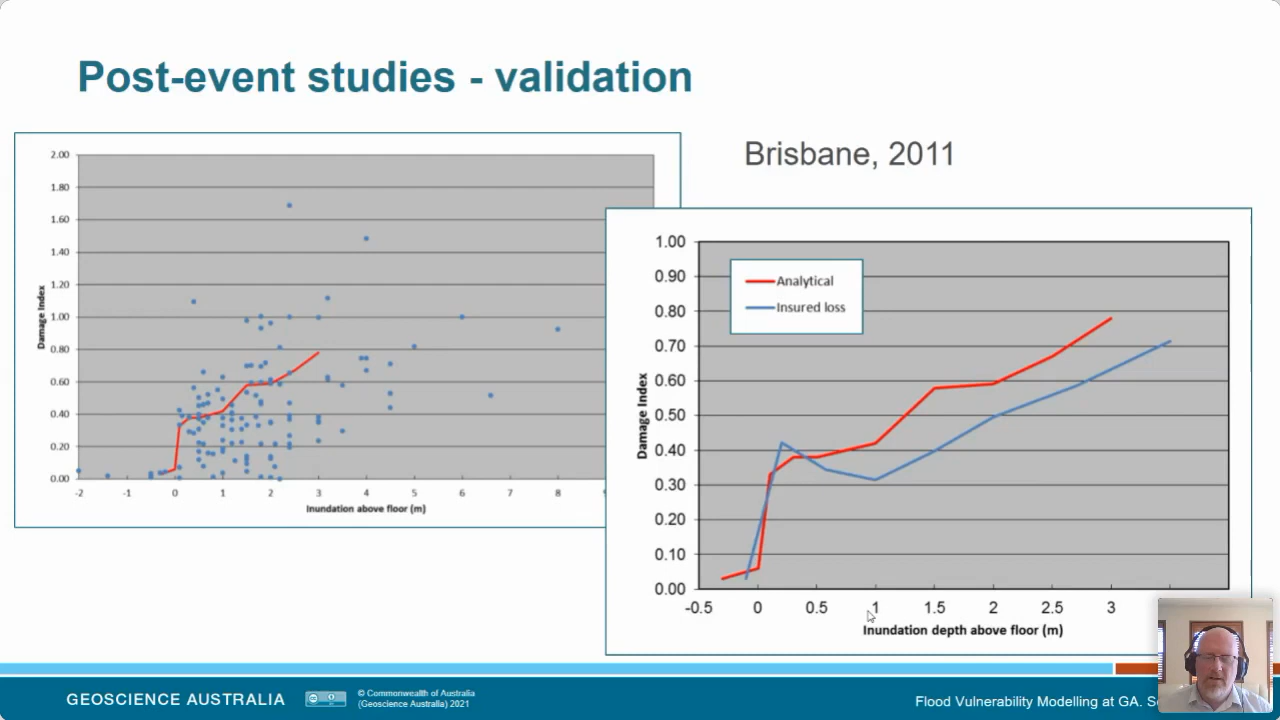 Post-event studies - validation
Brisbane, 2011
2.00
1.80
1.60
1.40
1.20
1.00
0.80
0.60
0.40
0.20
0.00
Damage Index
-2 -1 0 1 2 3 4 5 6 7 8
Inundation above floor (m)
1.00
0.90
0.80
0.70
0.60
0.50
0.40
0.30
0.20
0.10
0.00
Damage Index
Analytical
Insured loss
-0.5 0 0.5 1 1.5 2 2.5 3
Inundation depth above floor (m)
GEOSCIENCE AUSTRALIA
© Commonwealth of Australia
(Geoscience Australia) 2021
Flood Vulnerability Modelling at GA.